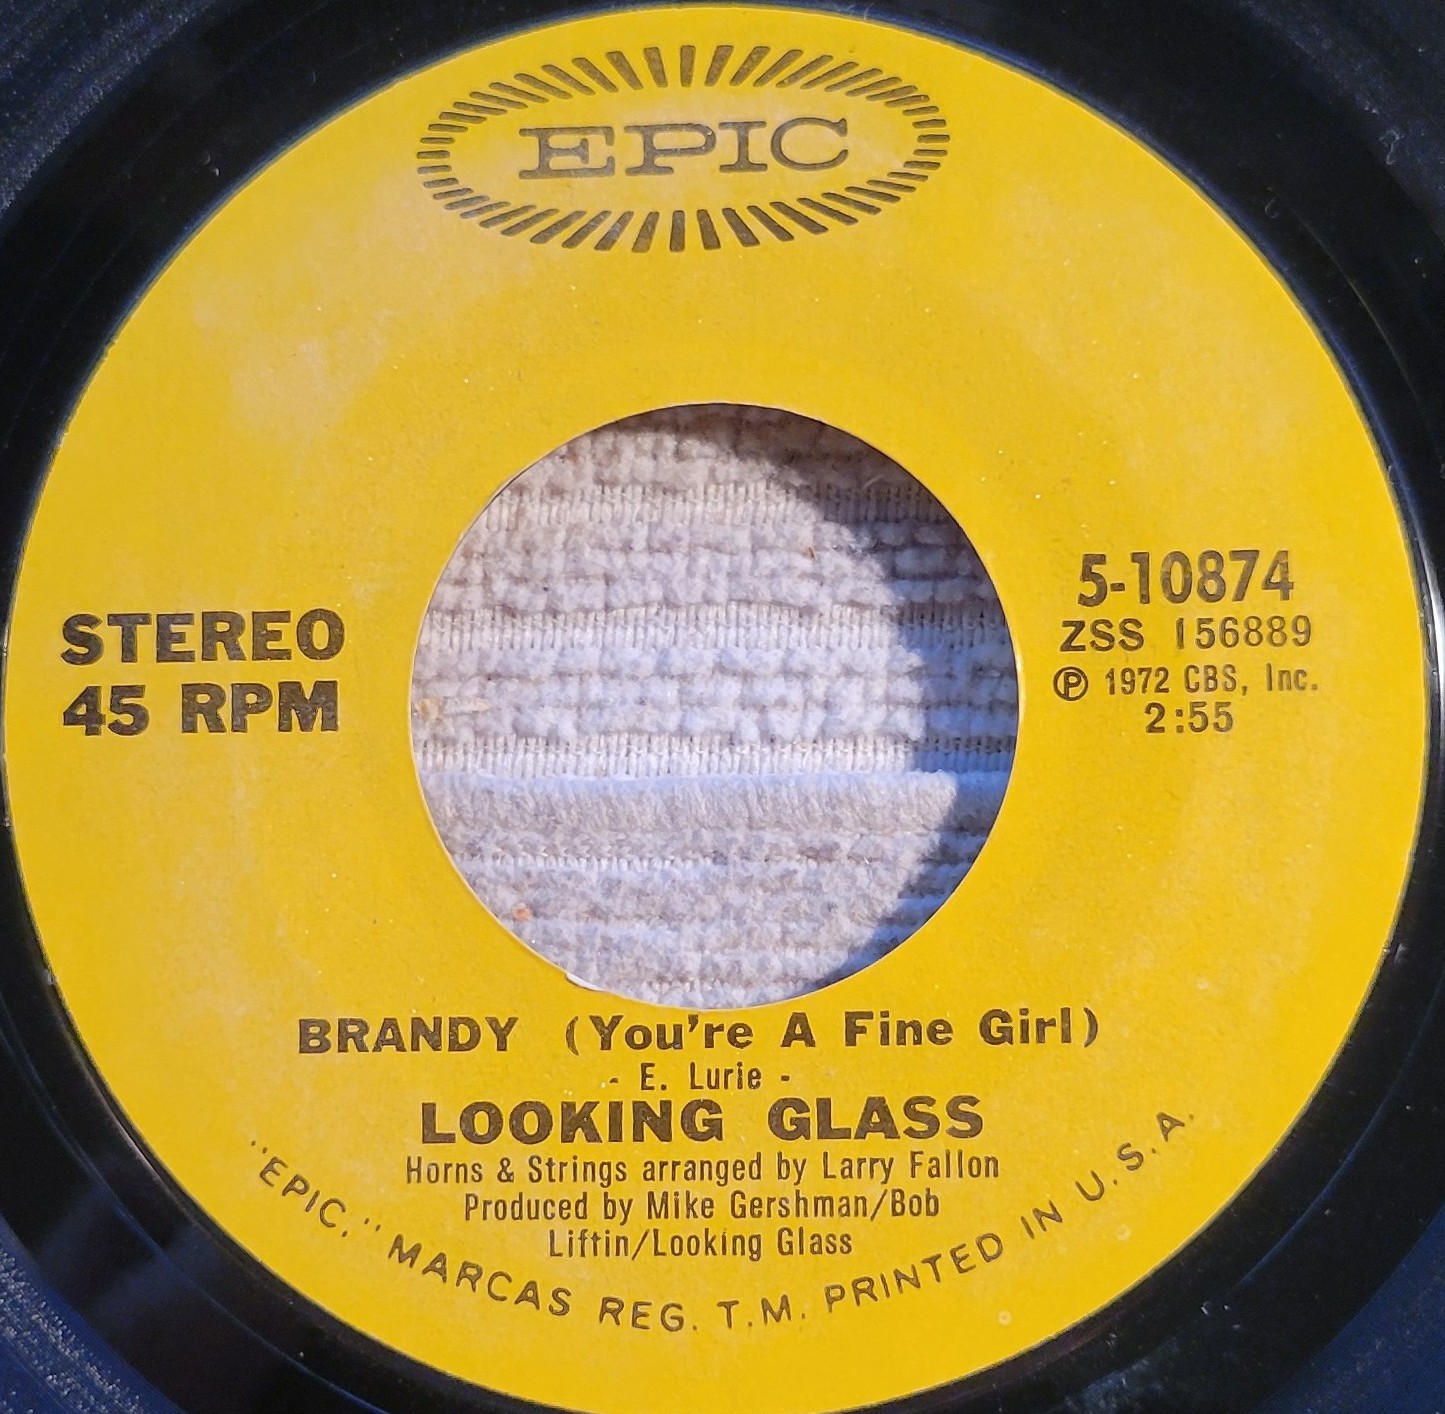 EPIC
STEREO
45 RPM
5-10874
ZSS 156889
Ⓟ 1972 CBS, Inc.
2:55
BRANDY (You're A Fine Girl)
- E. Lurie -
LOOKING GLASS
Horns & Strings arranged by Larry Fallon
Produced by Mike Gershman/Bob
Liftin/Looking Glass
"EPIC," MARCAS REG. T.M. PRINTED IN U.S.A.